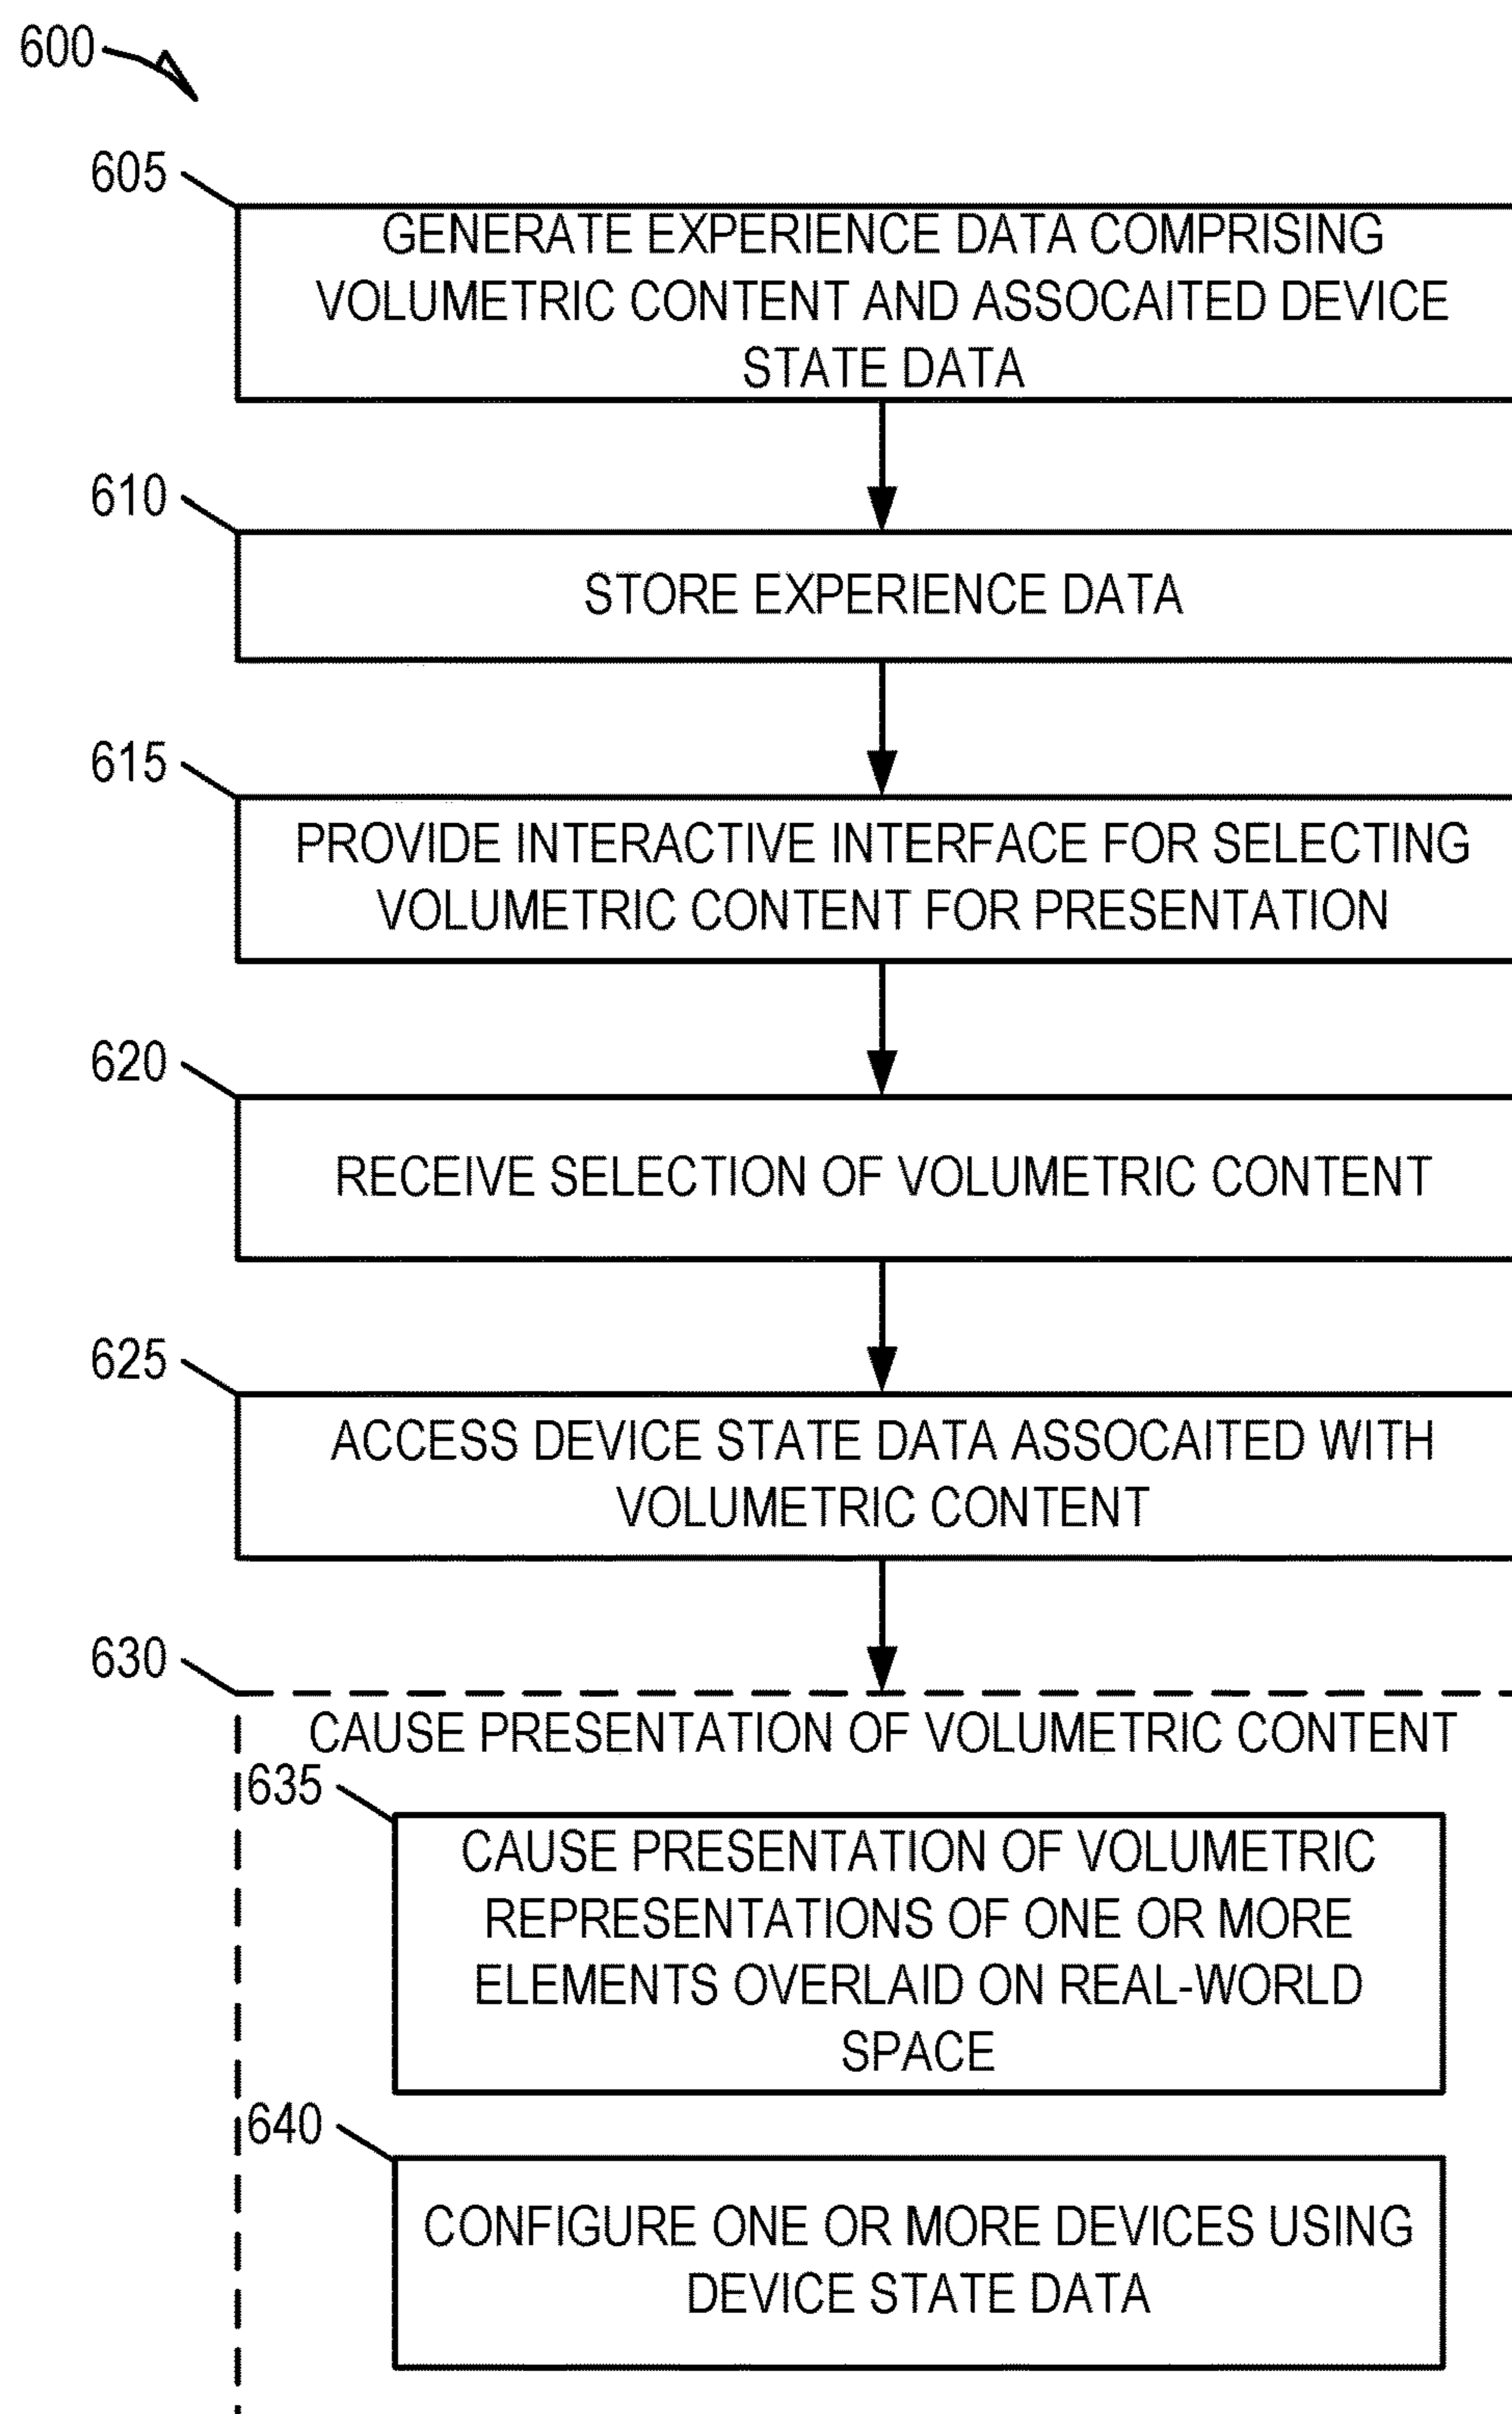 600
605
GENERATE EXPERIENCE DATA COMPRISING
VOLUMETRIC CONTENT AND ASSOCAITED DEVICE
STATE DATA
610
STORE EXPERIENCE DATA
615
PROVIDE INTERACTIVE INTERFACE FOR SELECTING
VOLUMETRIC CONTENT FOR PRESENTATION
620
RECEIVE SELECTION OF VOLUMETRIC CONTENT
625
ACCESS DEVICE STATE DATA ASSOCAITED WITH
VOLUMETRIC CONTENT
630
CAUSE PRESENTATION OF VOLUMETRIC CONTENT
635
CAUSE PRESENTATION OF VOLUMETRIC
REPRESENTATIONS OF ONE OR MORE
ELEMENTS OVERLAID ON REAL-WORLD
SPACE
640
CONFIGURE ONE OR MORE DEVICES USING
DEVICE STATE DATA